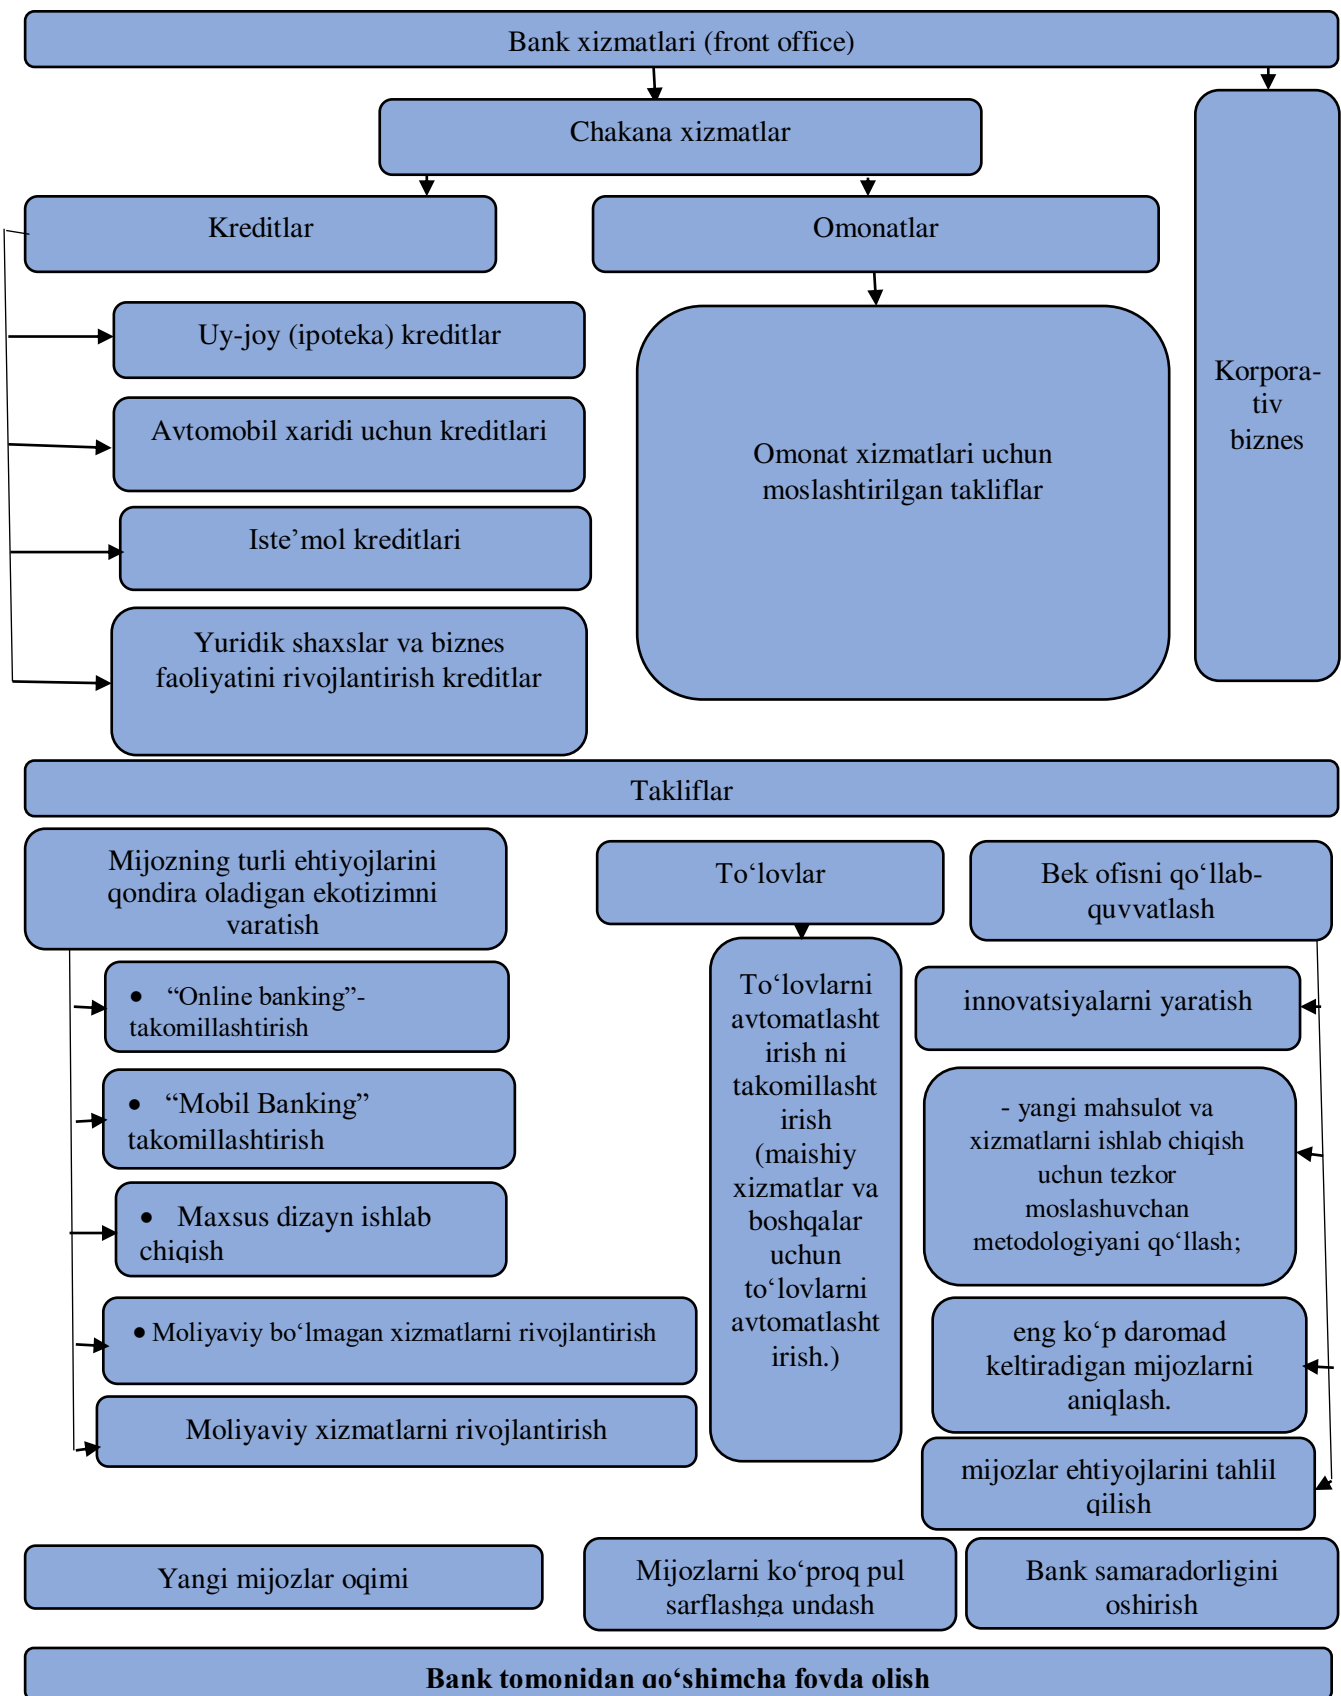 Bank xizmatlari (front office)
Chakana xizmatlar
Kreditlar
Omonatlar
Korpora-
tiv
biznes
Uy-joy (ipoteka) kreditlar
Avtomobil xaridi uchun kreditlari
Iste’mol kreditlari
Yuridik shaxslar va biznes
faoliyatini rivojlantirish kreditlar
Omonat xizmatlari uchun
moslashtirilgan takliflar
Takliflar
Mijozning turli ehtiyojlarini
qondira oladigan ekotizimni
yaratish
• “Online banking”-
takomillashtirish
• “Mobil Banking”
takomillashtirish
• Maxsus dizayn ishlab
chiqish
• Moliyaviy bo‘lmagan xizmatlarni rivojlantirish
Moliyaviy xizmatlarni rivojlantirish
To‘lovlar
To‘lovlarni
avtomatlasht
irish ni
takomillasht
irish
(maishiy
xizmatlar va
boshqalar
uchun
to‘lovlarni
avtomatlasht
irish.)
Bek ofisni qo‘llab-
quvvatlash
innovatsiyalarni yaratish
- yangi mahsulot va
xizmatlarni ishlab chiqish
uchun tezkor
moslashuvchan
metodologiyani qo‘llash;
eng ko‘p daromad
keltiradigan mijozlarni
aniqlash.
mijozlar ehtiyojlarini tahlil
qilish
Yangi mijozlar oqimi
Mijozlarni ko‘proq pul
sarflashga undash
Bank samaradorligini
oshirish
Bank tomonidan qo‘shimcha foyda olish